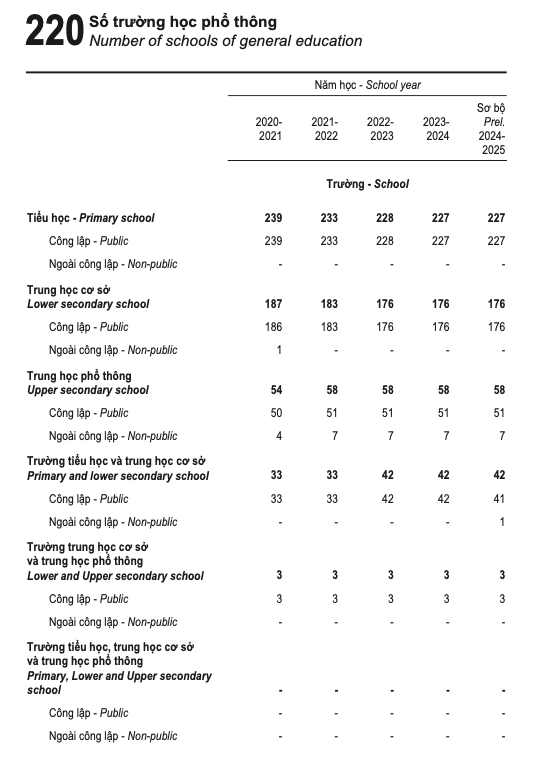 220 Số trường học phổ thông
Number of schools of general education
Năm học - School year
2020-2021 2021-2022 2022-2023 2023-2024 Sơ bộ Prel. 2024-2025
Trường - School
Tiểu học - Primary school 239 233 228 227 227
Công lập - Public 239 233 228 227 227
Ngoài công lập - Non-public - - - - -
Trung học cơ sở
Lower secondary school 187 183 176 176 176
Công lập - Public 186 183 176 176 176
Ngoài công lập - Non-public 1 - - - -
Trung học phổ thông
Upper secondary school 54 58 58 58 58
Công lập - Public 50 51 51 51 51
Ngoài công lập - Non-public 4 7 7 7 7
Trường tiểu học và trung học cơ sở
Primary and lower secondary school 33 33 42 42 42
Công lập - Public 33 33 42 42 41
Ngoài công lập - Non-public - - - - 1
Trường trung học cơ sở
và trung học phổ thông
Lower and Upper secondary school 3 3 3 3 3
Công lập - Public 3 3 3 3 3
Ngoài công lập - Non-public - - - - -
Trường tiểu học, trung học cơ sở
và trung học phổ thông
Primary, Lower and Upper secondary
school - - - - -
Công lập - Public - - - - -
Ngoài công lập - Non-public - - - - -